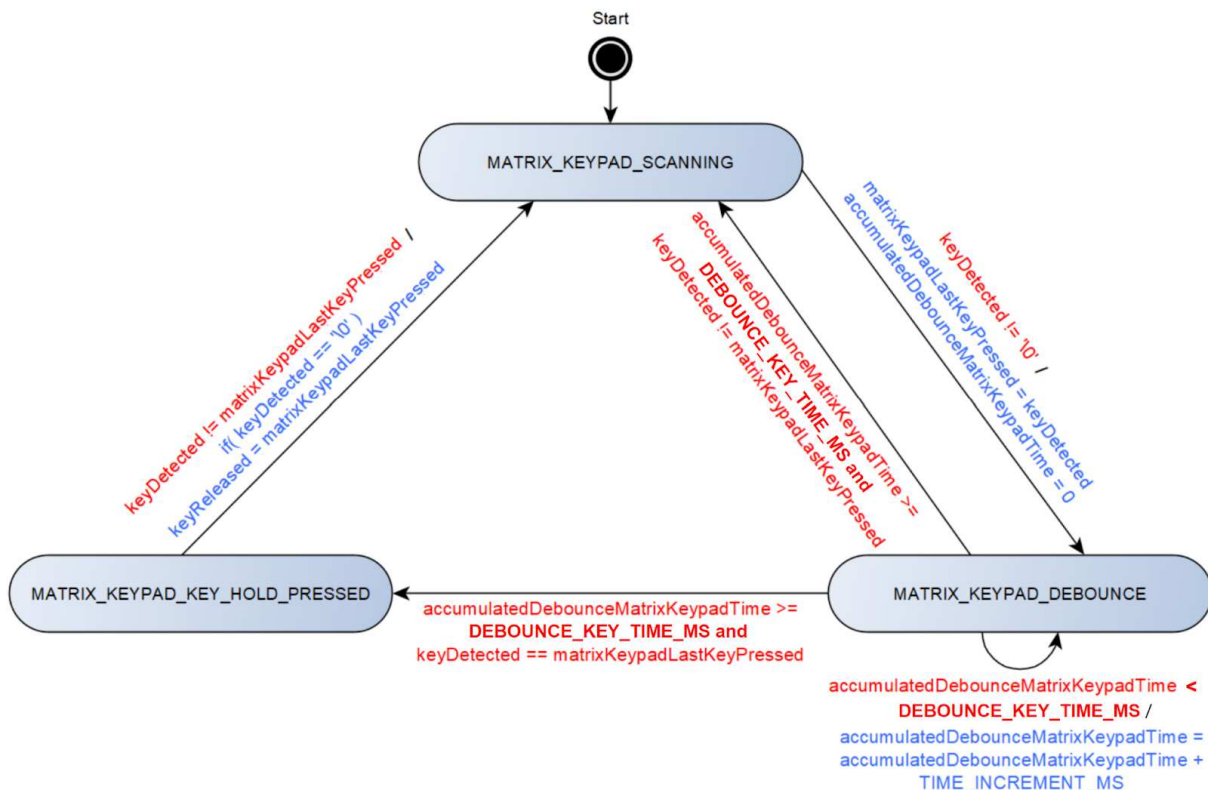 Start
MATRIX_KEYPAD_SCANNING
keyDetected != matrixKeypadLastKeyPressed /
if( keyDetected == '\0' )
keyReleased = matrixKeypadLastKeyPressed
accumulatedDebounceMatrixKeypadTime >=
DEBOUNCE_KEY_TIME_MS and
keyDetected != matrixKeypadLastKeyPressed
keyDetected != '\0' /
matrixKeypadLastKeyPressed = keyDetected
accumulatedDebounceMatrixKeypadTime = 0
MATRIX_KEYPAD_KEY_HOLD_PRESSED
accumulatedDebounceMatrixKeypadTime >=
DEBOUNCE_KEY_TIME_MS and
keyDetected == matrixKeypadLastKeyPressed
MATRIX_KEYPAD_DEBOUNCE
accumulatedDebounceMatrixKeypadTime <
DEBOUNCE_KEY_TIME_MS /
accumulatedDebounceMatrixKeypadTime =
accumulatedDebounceMatrixKeypadTime +
TIME_INCREMENT_MS